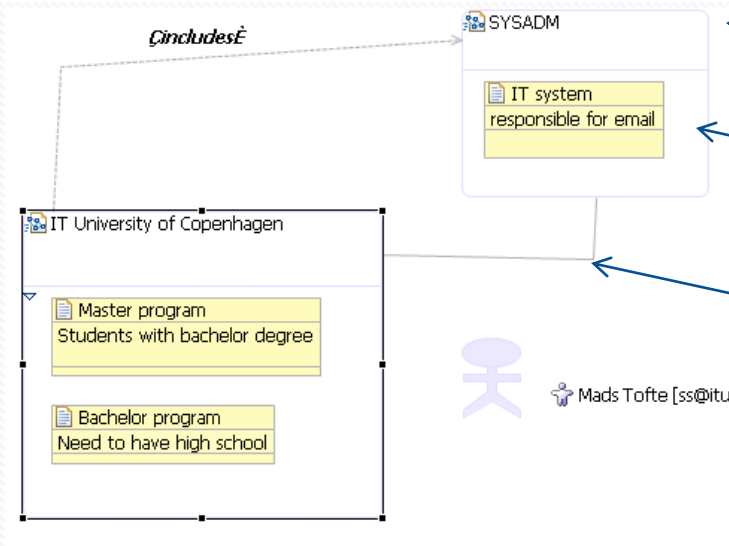 ÇincludesÈ
SYSADM
IT system
responsible for email
IT University of Copenhagen
Master program
Students with bachelor degree
Bachelor program
Need to have high school
Mads Tofte [ss@itu